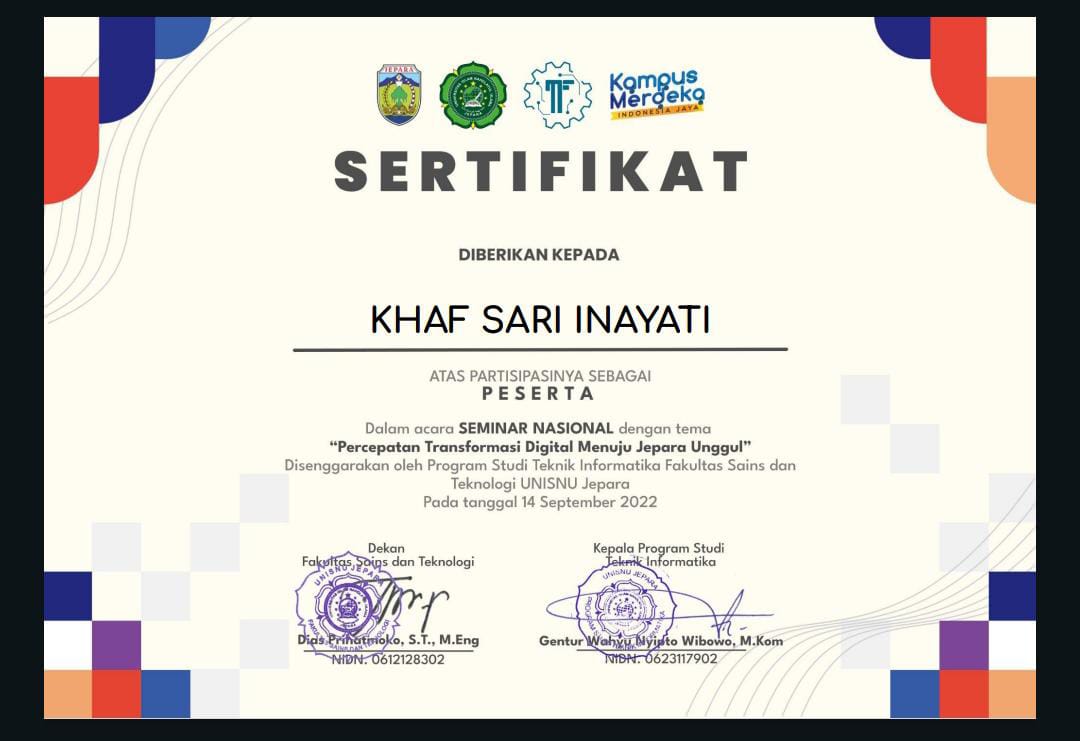 JEPARA
Kampus
Merdeka
INDONESIA JAYA
SERTIFIKAT
DIBERIKAN KEPADA
KHAF SARI INAYATI
ATAS PARTISIPASINYA SEBAGAI
PESERTA
Dalam acara SEMINAR NASIONAL dengan tema
“Percepatan Transformasi Digital Menuju Jepara Unggul”
Disenggarakan oleh Program Studi Teknik Informatika Fakultas Sains dan
Teknologi UNISNU Jepara
Pada tanggal 14 September 2022
Dekan
Fakultas Sains dan Teknologi
UNISNU JEPARA
Dias Prihatmoko, S.T., M.Eng
NIDN. 0612128302
Kepala Program Studi
Teknik Informatika
UNISNU JEPARA
Gentur Wahyu Nyipto Wibowo, M.Kom
NIDN. 0623117902